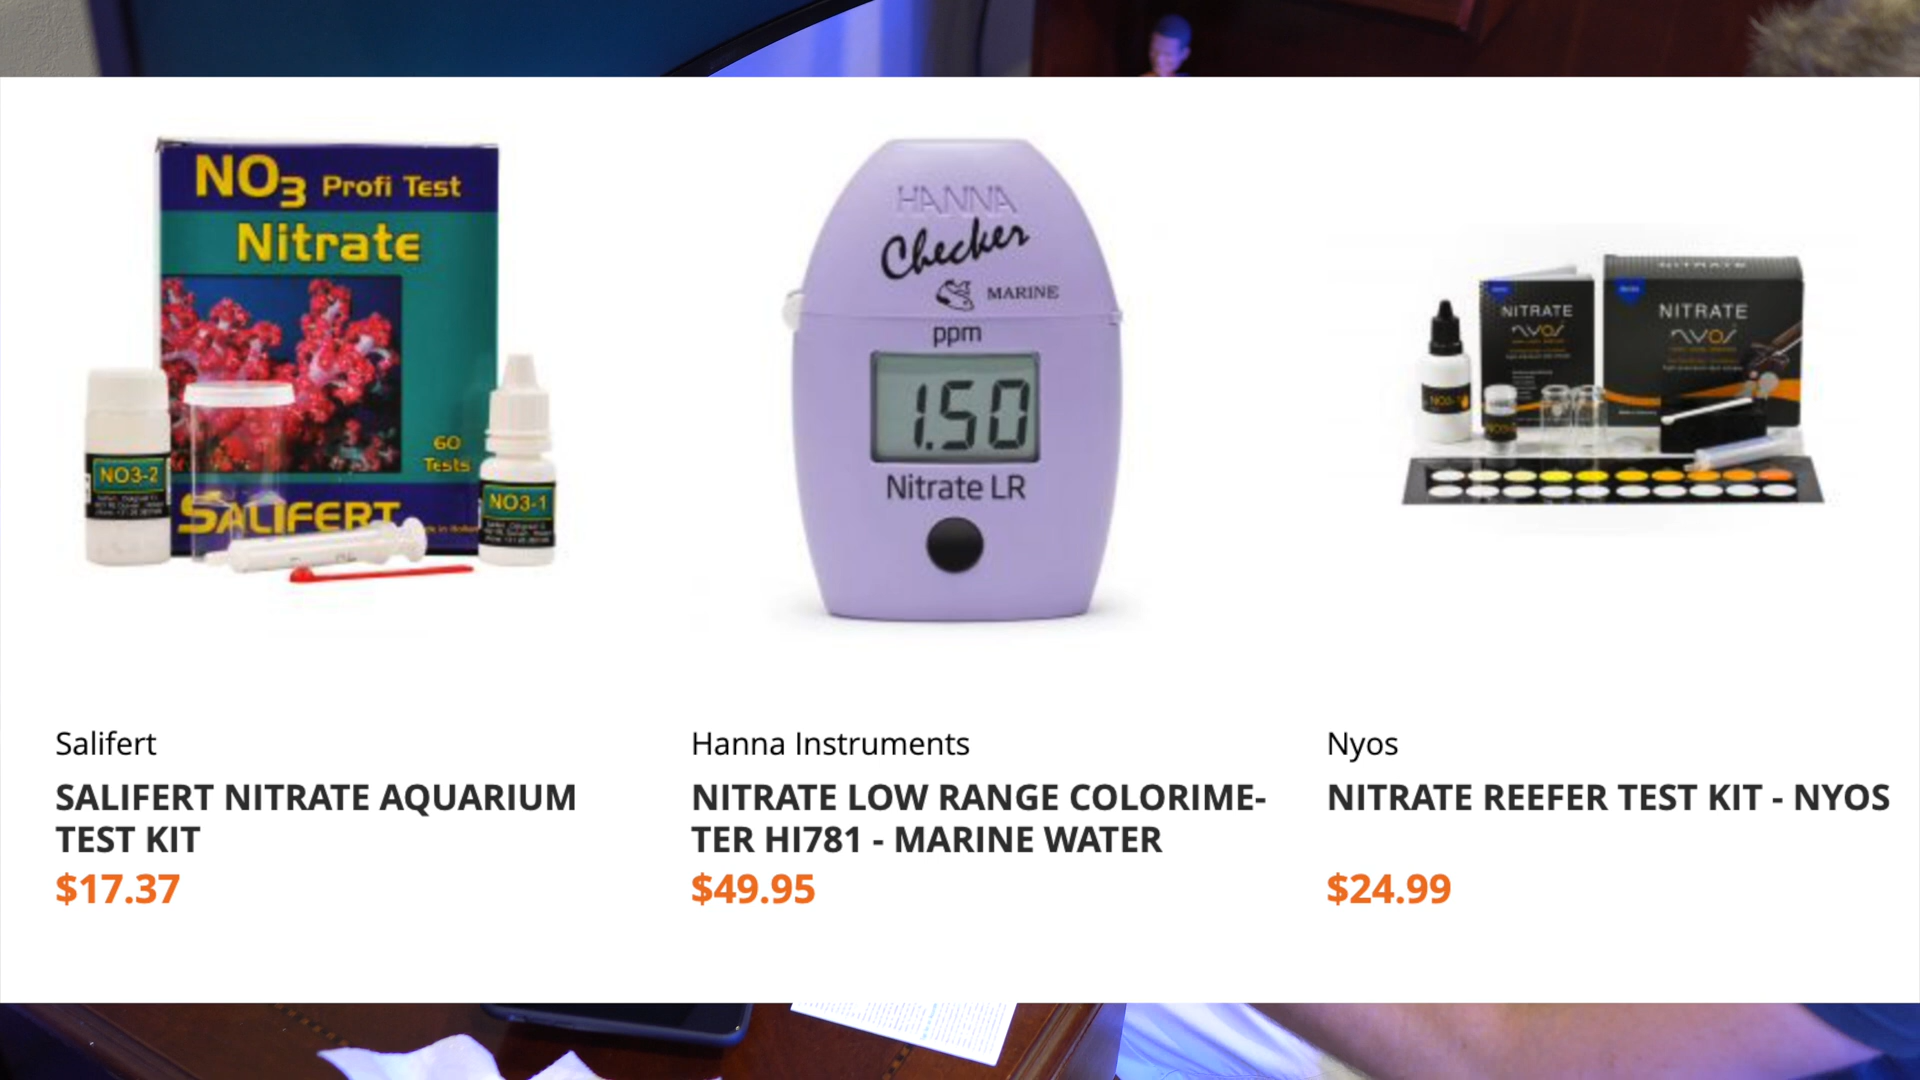 NO3 Profi Test
Nitrate
60
Tests
SALIFERT
NO3-2
NO3-1
HANNA
Checker
MARINE
ppm
1.50
Nitrate LR
NITRATE
nyos
NITRATE
NITRATE
nyos
Salifert
SALIFERT NITRATE AQUARIUM
TEST KIT
$17.37
Hanna Instruments
NITRATE LOW RANGE COLORIME-
TER HI781 - MARINE WATER
$49.95
Nyos
NITRATE REEFER TEST KIT - NYOS
$24.99